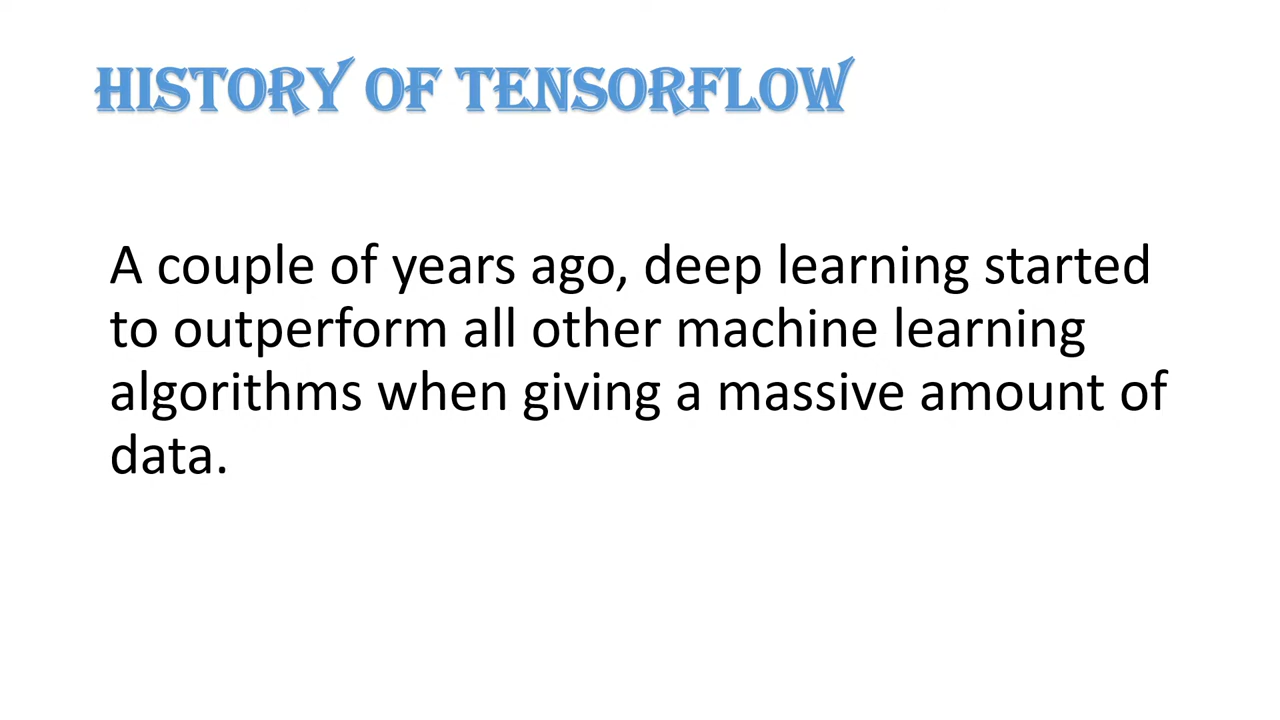 HISTORY OF TENSORFLOW
A couple of years ago, deep learning started
to outperform all other machine learning
algorithms when giving a massive amount of
data.